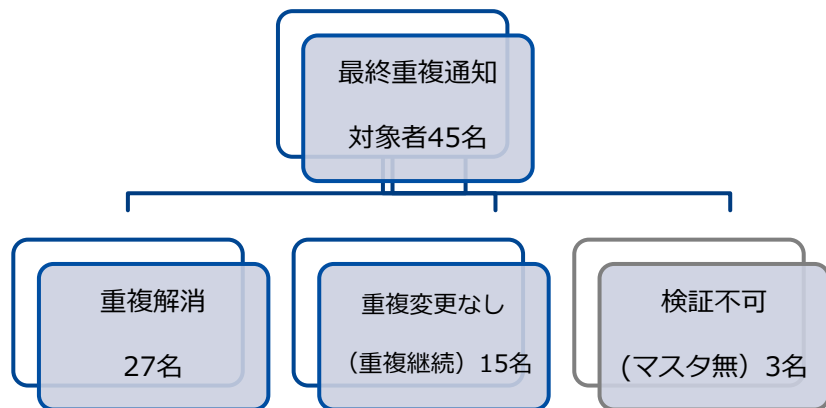 最終重複通知
対象者45名
重複解消
27名
重複変更なし
（重複継続）15名
検証不可
(マスタ無）3名